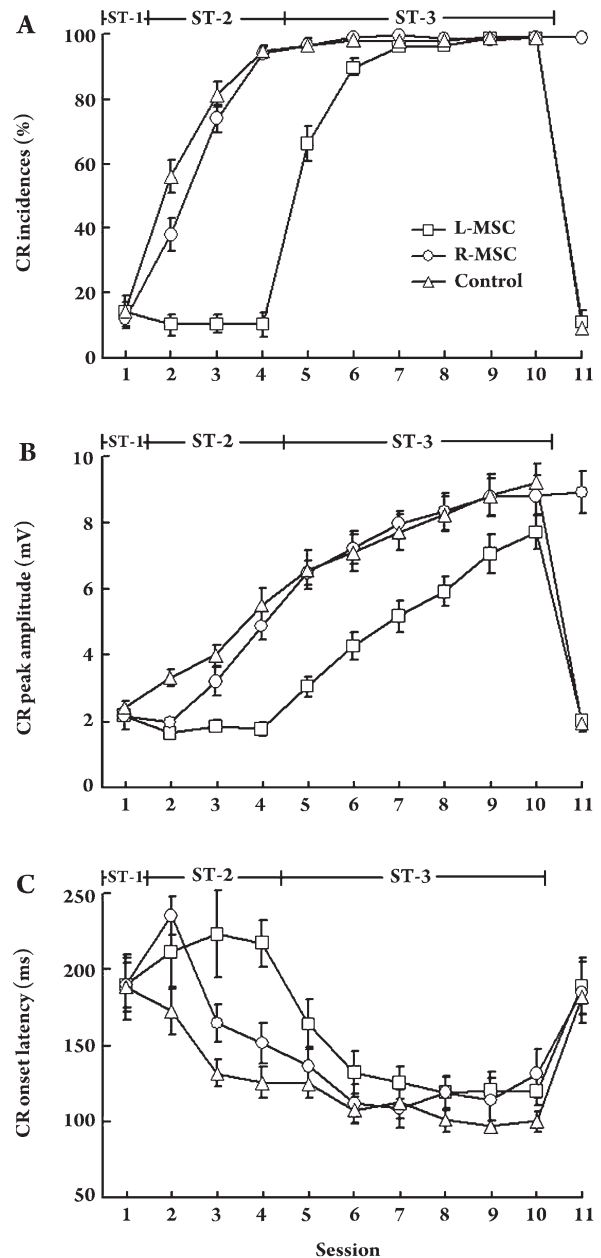 A
ST-1 ST-2 ST-3
CR incidences (%)
100
80
60
40
20
0
L-MSC
R-MSC
Control
1 2 3 4 5 6 7 8 9 10 11
B
ST-1 ST-2 ST-3
CR peak amplitude (mV)
10
8
6
4
2
0
1 2 3 4 5 6 7 8 9 10 11
C
ST-1 ST-2 ST-3
CR onset latency (ms)
250
200
150
100
50
1 2 3 4 5 6 7 8 9 10 11
Session